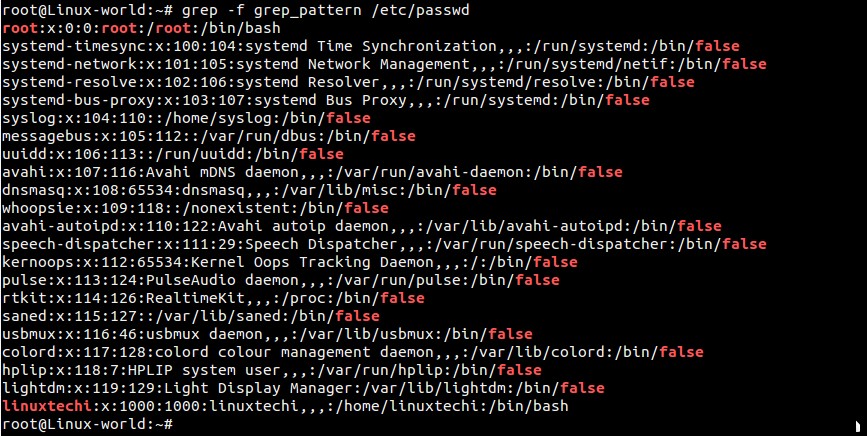 root@Linux-world:~# grep -f grep_pattern /etc/passwd
root:x:0:0:root:/root:/bin/bash
systemd-timesync:x:100:104:systemd Time Synchronization,,,:/run/systemd:/bin/false
systemd-network:x:101:105:systemd Network Management,,,:/run/systemd/netif:/bin/false
systemd-resolve:x:102:106:systemd Resolver,,,:/run/systemd/resolve:/bin/false
systemd-bus-proxy:x:103:107:systemd Bus Proxy,,,:/run/systemd:/bin/false
syslog:x:104:110::/home/syslog:/bin/false
messagebus:x:105:112::/var/run/dbus:/bin/false
uuidd:x:106:113::/run/uuidd:/bin/false
avahi:x:107:116:Avahi mDNS daemon,,,:/var/run/avahi-daemon:/bin/false
dnsmasq:x:108:65534:dnsmasq,,,:/var/lib/misc:/bin/false
whoopsie:x:109:118::/nonexistent:/bin/false
avahi-autoipd:x:110:122:Avahi autoip daemon,,,:/var/lib/avahi-autoipd:/bin/false
speech-dispatcher:x:111:29:Speech Dispatcher,,,:/var/run/speech-dispatcher:/bin/false
kernoops:x:112:65534:Kernel Oops Tracking Daemon,,,:/:/bin/false
pulse:x:113:124:PulseAudio daemon,,,:/var/run/pulse:/bin/false
rtkit:x:114:126:RealtimeKit,,,:/proc:/bin/false
saned:x:115:127::/var/lib/saned:/bin/false
usbmux:x:116:46:usbmux daemon,,,:/var/lib/usbmux:/bin/false
colord:x:117:128:colord colour management daemon,,,:/var/lib/colord:/bin/false
hplip:x:118:7:HPLIP system user,,,:/var/run/hplip:/bin/false
lightdm:x:119:129:Light Display Manager:/var/lib/lightdm:/bin/false
linuxtechi:x:1000:1000:linuxtechi,,,:/home/linuxtechi:/bin/bash
root@Linux-world:~#